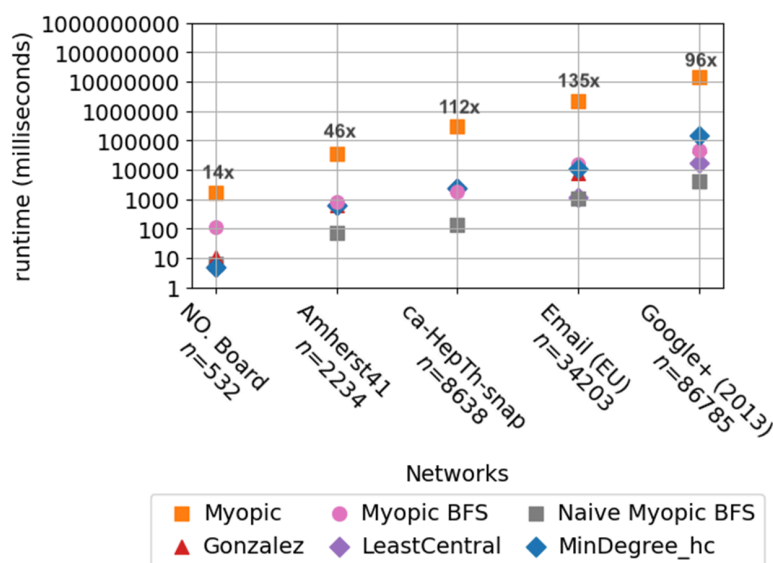 runtime (milliseconds)
1000000000
100000000
10000000
1000000
100000
10000
1000
100
10
1
14x
46x
112x
135x
96x
NO. Board
n=532
Amherst41
n=2234
ca-HepTh-snap
n=8638
Email (EU)
n=34203
Google+ (2013)
n=86785
Networks
Myopic Myopic BFS Naive Myopic BFS
Gonzalez LeastCentral MinDegree_hc